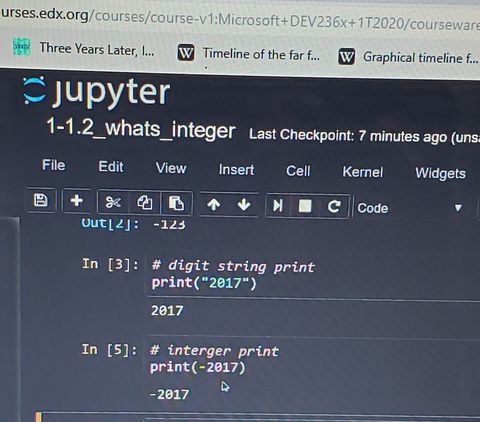 urses.edx.org/courses/course-v1:Microsoft+DEV236x+1T2020/courseware
Three Years Later, I... W Timeline of the far f... W Graphical timeline f...
jupyter
1-1.2_whats_integer Last Checkpoint: 7 minutes ago (unsa
File Edit View Insert Cell Kernel Widgets
Code
Out[2]: -123
In [3]: # digit string print
print("2017")
2017
In [5]: # interger print
print(-2017)
-2017